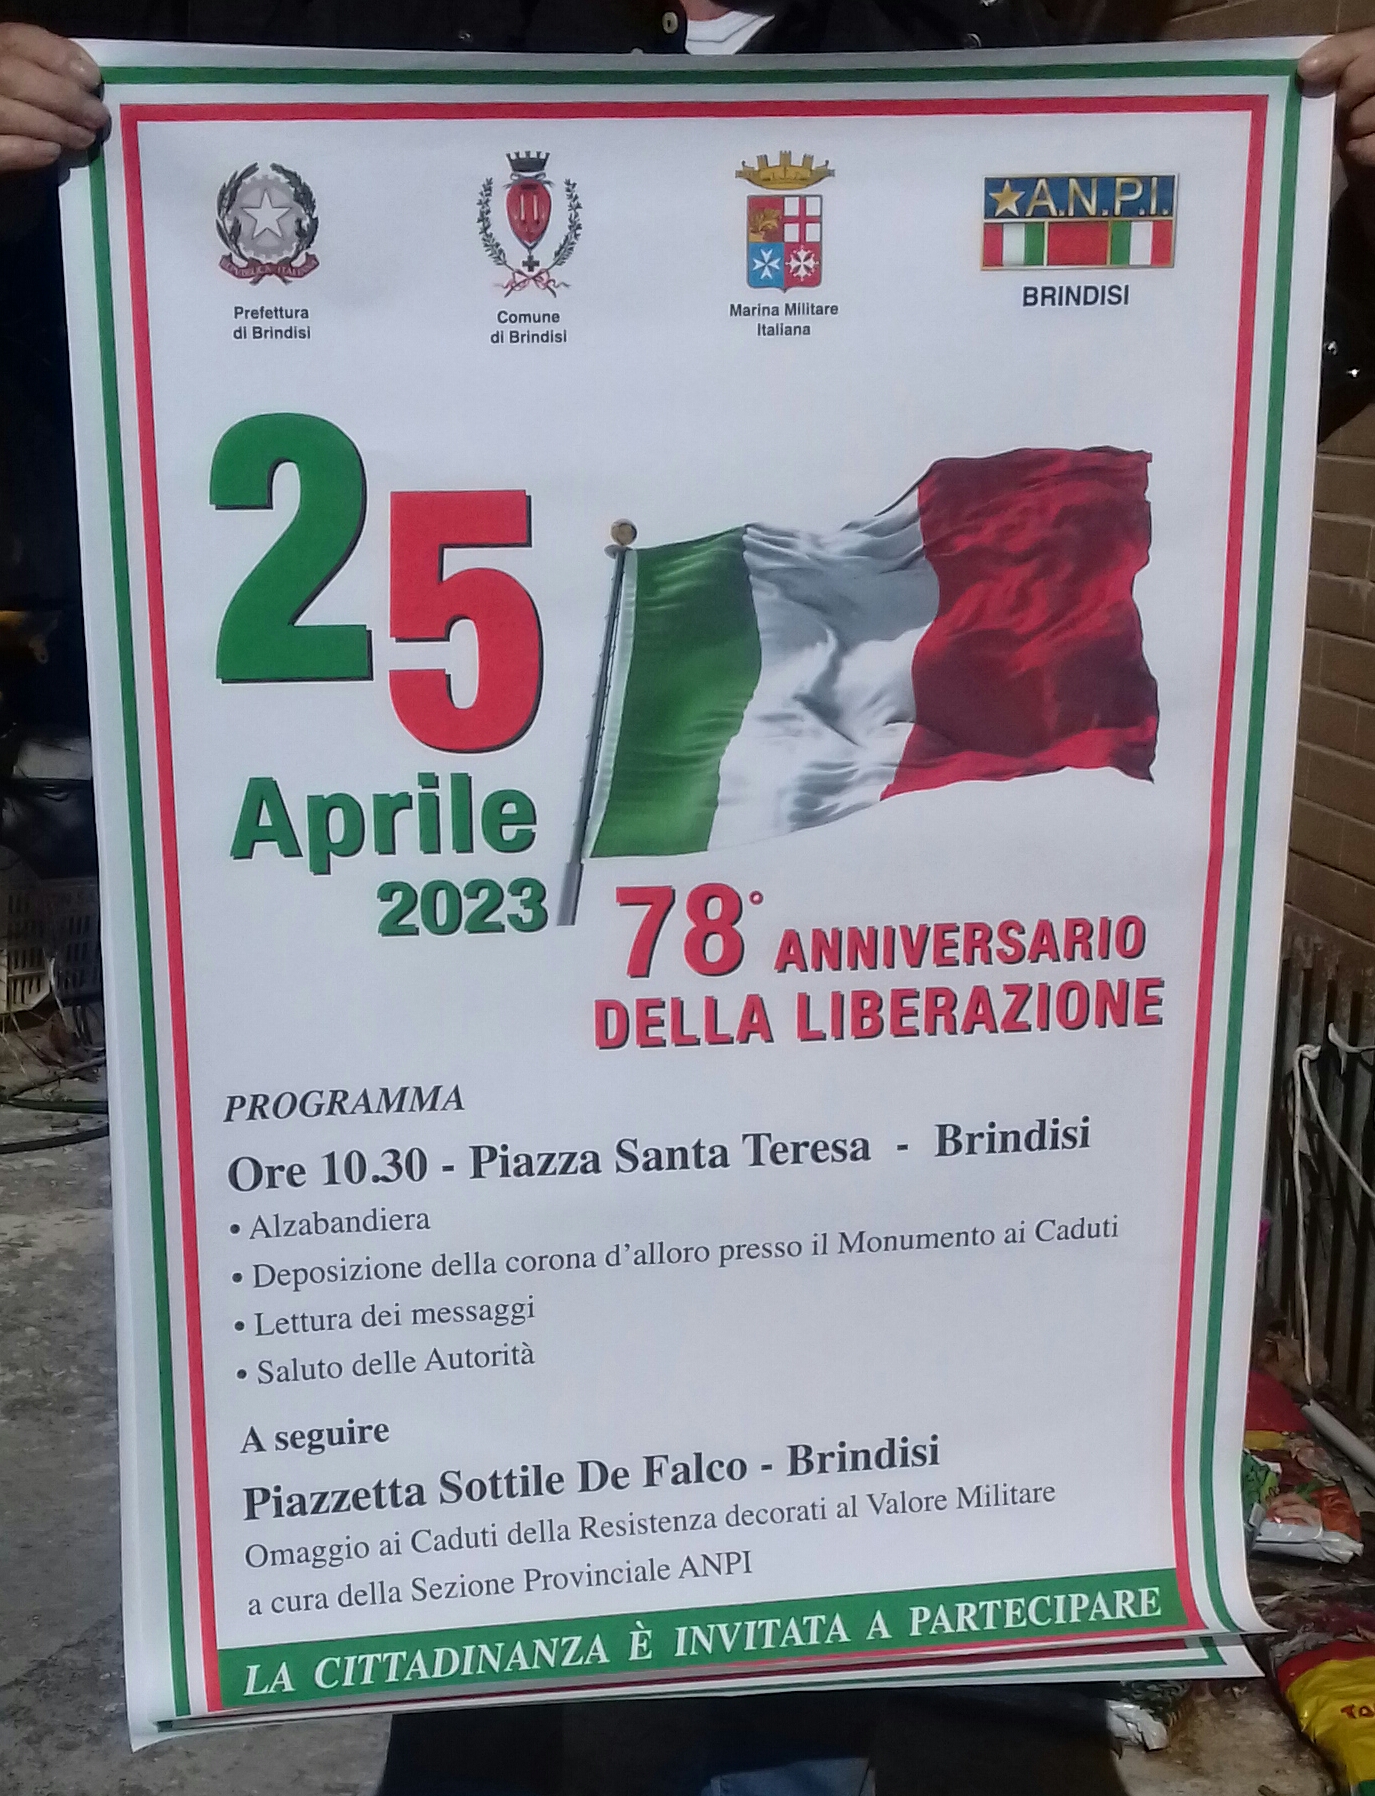 REPVBBLICA ITALIANA
Prefettura
di Brindisi
Comune
di Brindisi
Marina Militare
Italiana
A.N.P.I.
BRINDISI
25
Aprile
2023
78° ANNIVERSARIO
DELLA LIBERAZIONE
PROGRAMMA
Ore 10.30 - Piazza Santa Teresa - Brindisi
• Alzabandiera
• Deposizione della corona d'alloro presso il Monumento ai Caduti
• Lettura dei messaggi
• Saluto delle Autorità
A seguire
Piazzetta Sottile De Falco - Brindisi
Omaggio ai Caduti della Resistenza decorati al Valore Militare
a cura della Sezione Provinciale ANPI
LA CITTADINANZA È INVITATA A PARTECIPARE